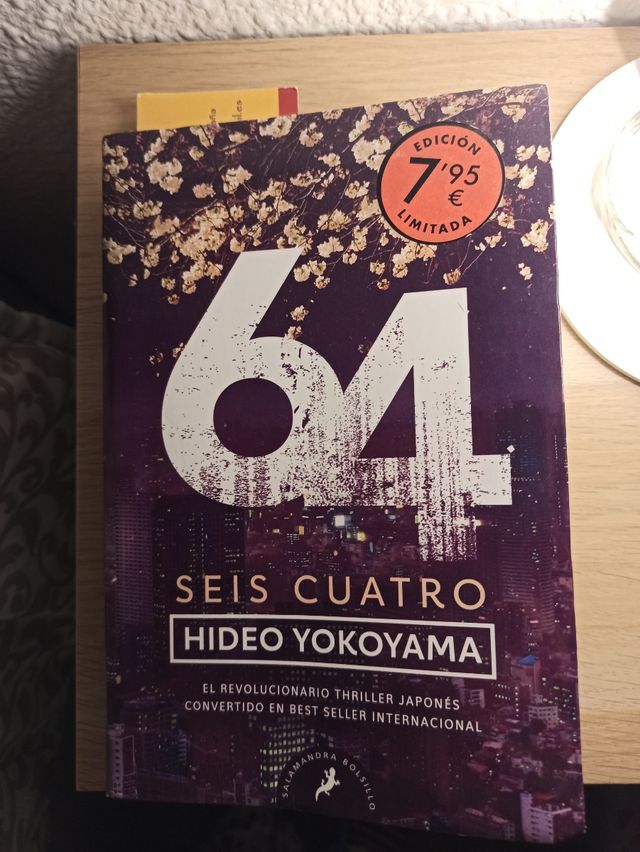 EDICIÓN
7'95
€
LIMITADA
64
SEIS CUATRO
HIDEO YOKOYAMA
EL REVOLUCIONARIO THRILLER JAPONÉS
CONVERTIDO EN BEST SELLER INTERNACIONAL
SALAMANDRA BOLSILLO